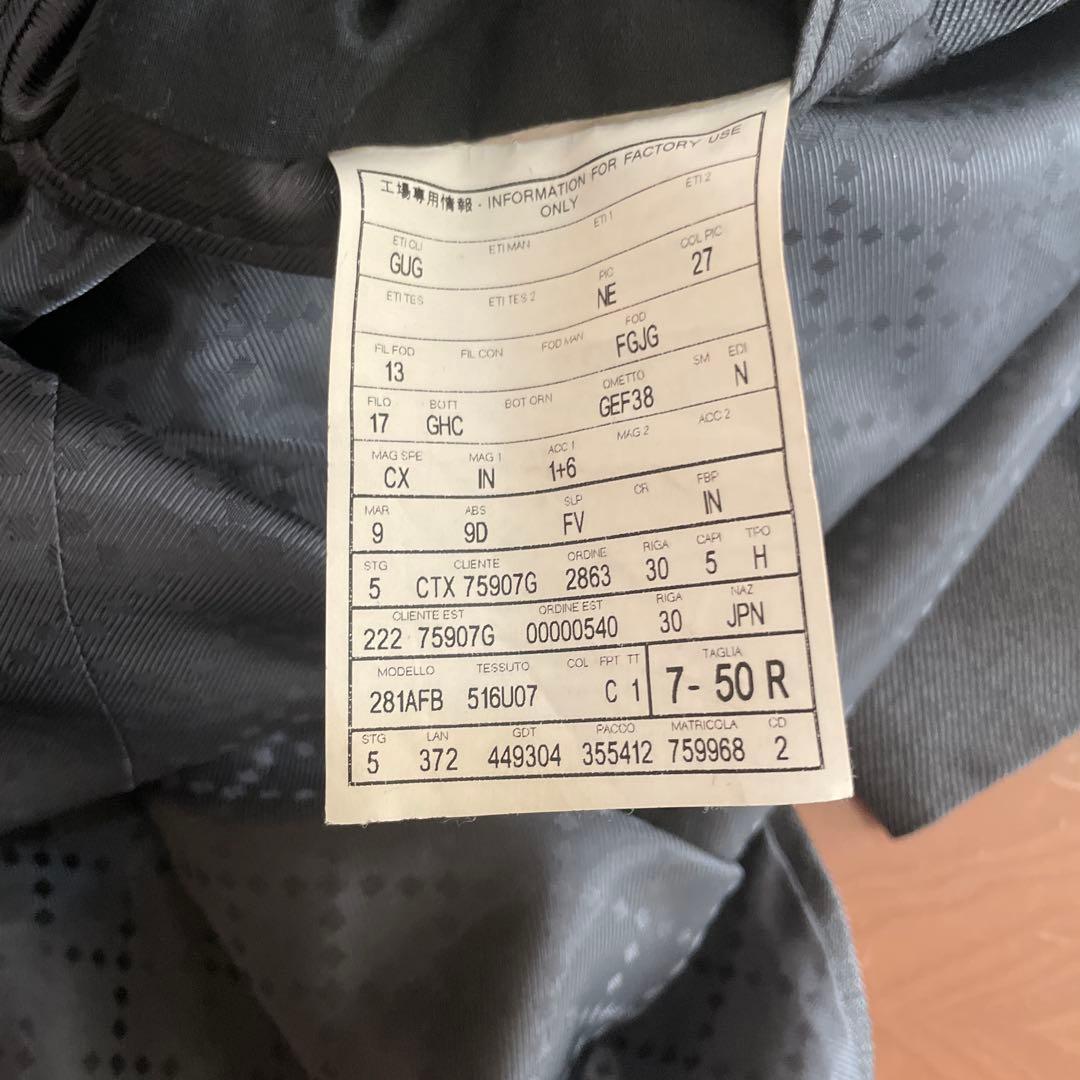 工場專用情報 - INFORMATION FOR FACTORY USE
ONLY
ETI CLI ETI MAN ETI 1 ETI 2
GUG
ETI TES ETI TES 2 PIC COL PIC
NE 27
FIL FOD FIL CON FOD MAN FOD
13 FGJG
FILO BOTT BOT ORN OMETTO SM EDI
17 GHC GEF38 N
MAG SPE MAG 1 ACC 1 MAG 2 ACC 2
CX IN 1+6
MAR ABS SLP CR FBP
9 9D FV IN
STG CLIENTE ORDINE RIGA CAPI TIPO
5 CTX 75907G 2863 30 5 H
CLIENTE EST ORDINE EST RIGA NAZ
222 75907G 00000540 30 JPN
MODELLO TESSUTO COL FPT TT TAGLIA
281AFB 516U07 C 1 7- 50 R
STG LAN GDT PACCO MATRICOLA CD
5 372 449304 355412 759968 2